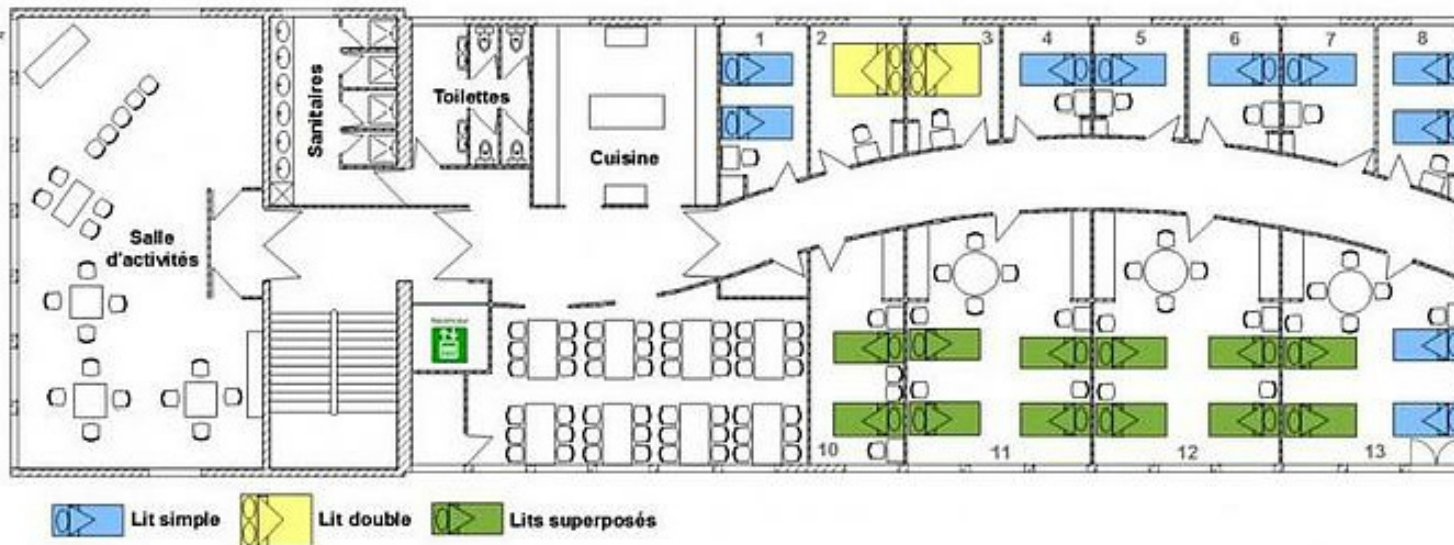 1
2
3
4
5
6
7
8
Sanitaires
Toilettes
Cuisine
Salle
d'activités
10
11
12
13
Lit simple
Lit double
Lits superposés